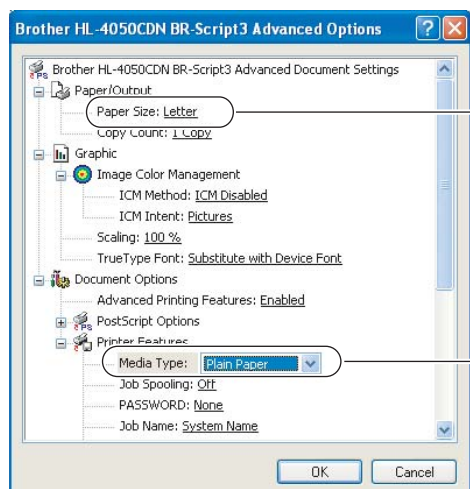 Brother HL-4050CDN BR-Script3 Advanced Options
Brother HL-4050CDN BR-Script3 Advanced Document Settings
Paper/Output
Paper Size: Letter
Copy Count: 1 Copy
Graphic
Image Color Management
ICM Method: ICM Disabled
ICM Intent: Pictures
Scaling: 100 %
TrueType Font: Substitute with Device Font
Document Options
Advanced Printing Features: Enabled
PostScript Options
Printer Features
Media Type: Plain Paper
Job Spooling: Off
PASSWORD: None
Job Name: System Name
OK Cancel